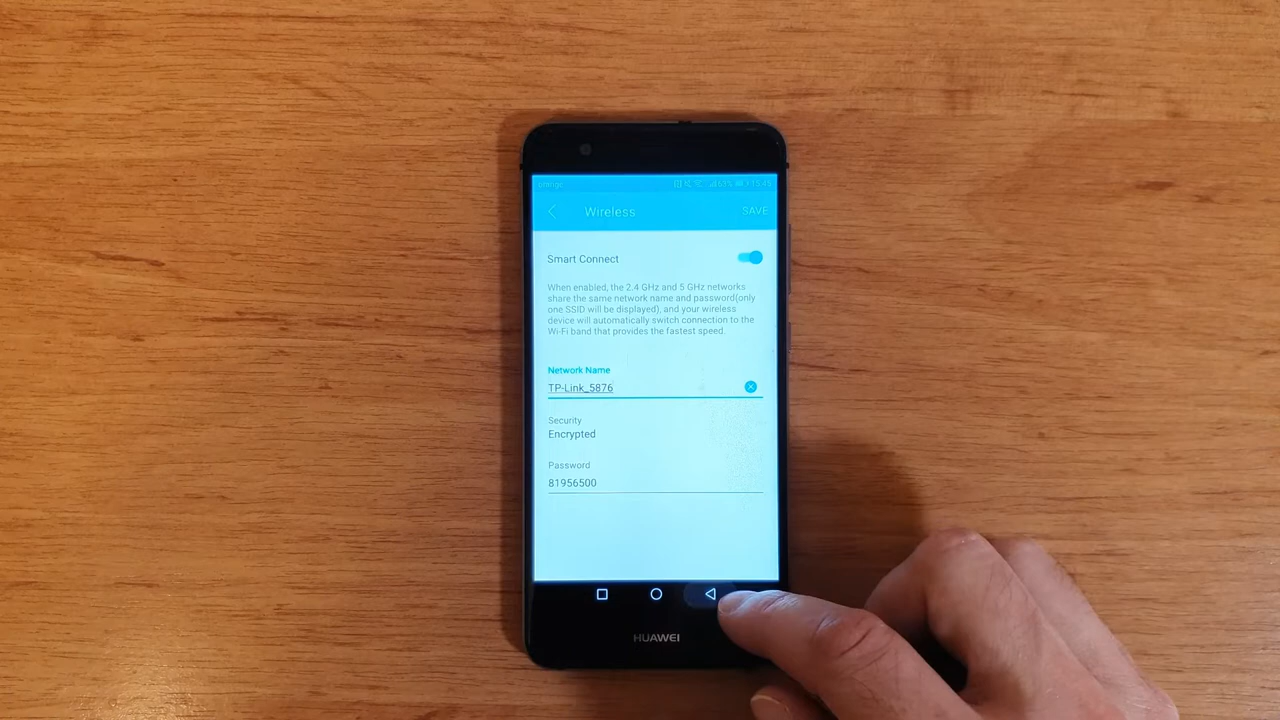 Wireless
SAVE
Smart Connect
When enabled, the 2.4 GHz and 5 GHz networks
share the same network name and password(only
one SSID will be displayed), and your wireless
device will automatically switch connection to the
Wi-Fi band that provides the fastest speed.
Network Name
TP-Link_5876
Security
Encrypted
Password
81956500
HUAWEI